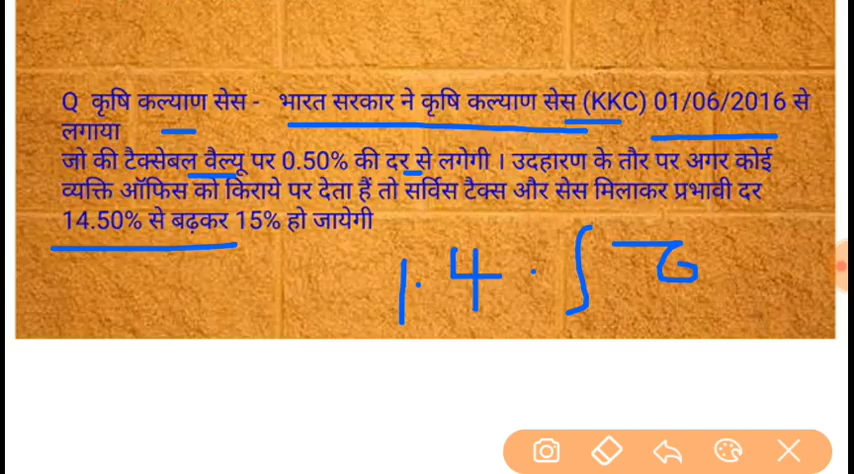 Q कृषि कल्याण सेस - भारत सरकार ने कृषि कल्याण सेस (KKC) 01/06/2016 से
लगाया
जो की टैक्सेबल वैल्यू पर 0.50% की दर से लगेगी । उदहारण के तौर पर अगर कोई
व्यक्ति ऑफिस को किराये पर देता हैं तो सर्विस टैक्स और सेस मिलाकर प्रभावी दर
14.50% से बढ़कर 15% हो जायेगी